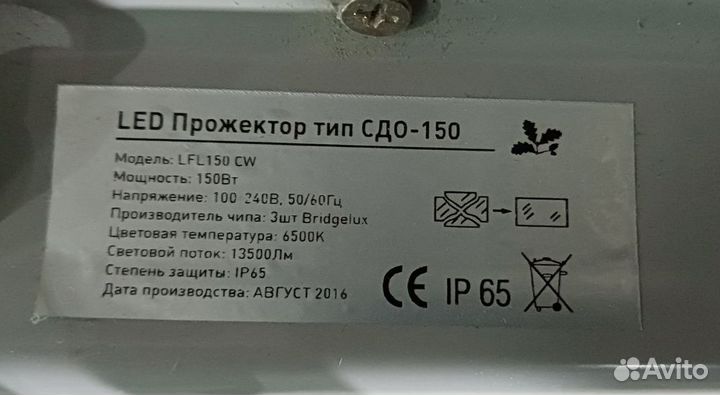 LED Прожектор тип СДО-150
Модель: LFL150 CW
Мощность: 150Вт
Напряжение: 100-240В, 50/60Гц
Производитель чипа: 3шт Bridgelux
Цветовая температура: 6500К
Световой поток: 13500Лм
Степень защиты: IP65
Дата производства: АВГУСТ 2016
CE IP 65
Avito